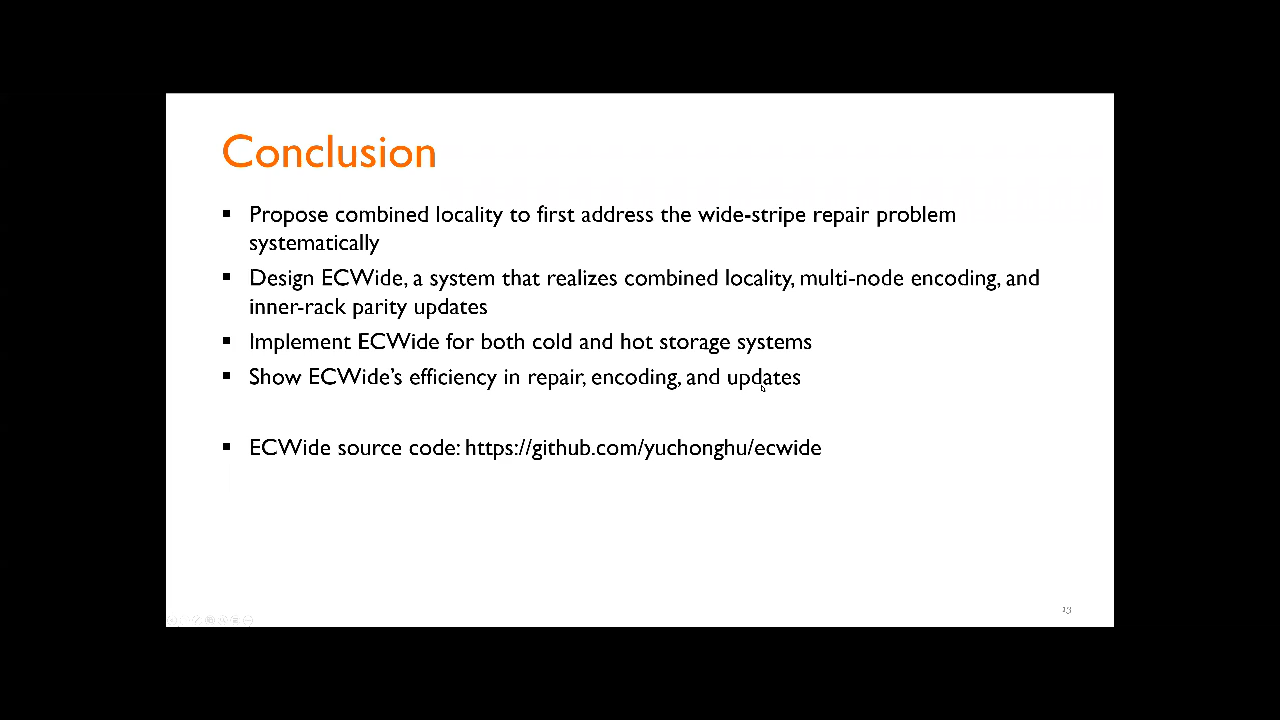 Conclusion
▪ Propose combined locality to first address the wide-stripe repair problem
systematically
▪ Design ECWide, a system that realizes combined locality, multi-node encoding, and
inner-rack parity updates
▪ Implement ECWide for both cold and hot storage systems
▪ Show ECWide’s efficiency in repair, encoding, and updates
▪ ECWide source code: https://github.com/yuchonghu/ecwide
13